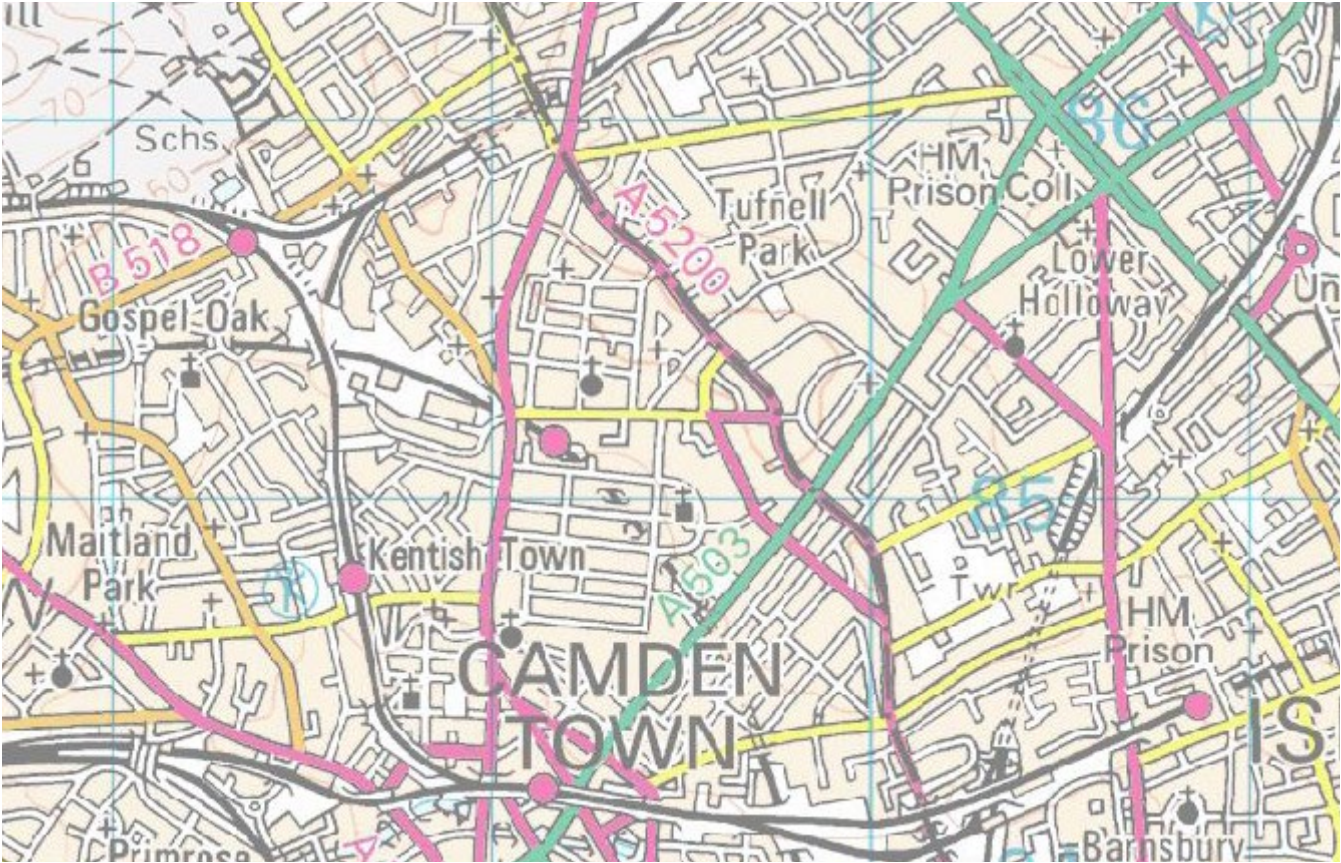 70
Schs
50
86
HM
Prison
Coll
Tufnell
Park
A 5200
B 518
Lower
Holloway
Un
Gospel Oak
85
Maitland
Park
Kentish Town
A 503
Twr
HM
Prison
CAMDEN
TOWN
IS
A
Primrose
Barnsbury